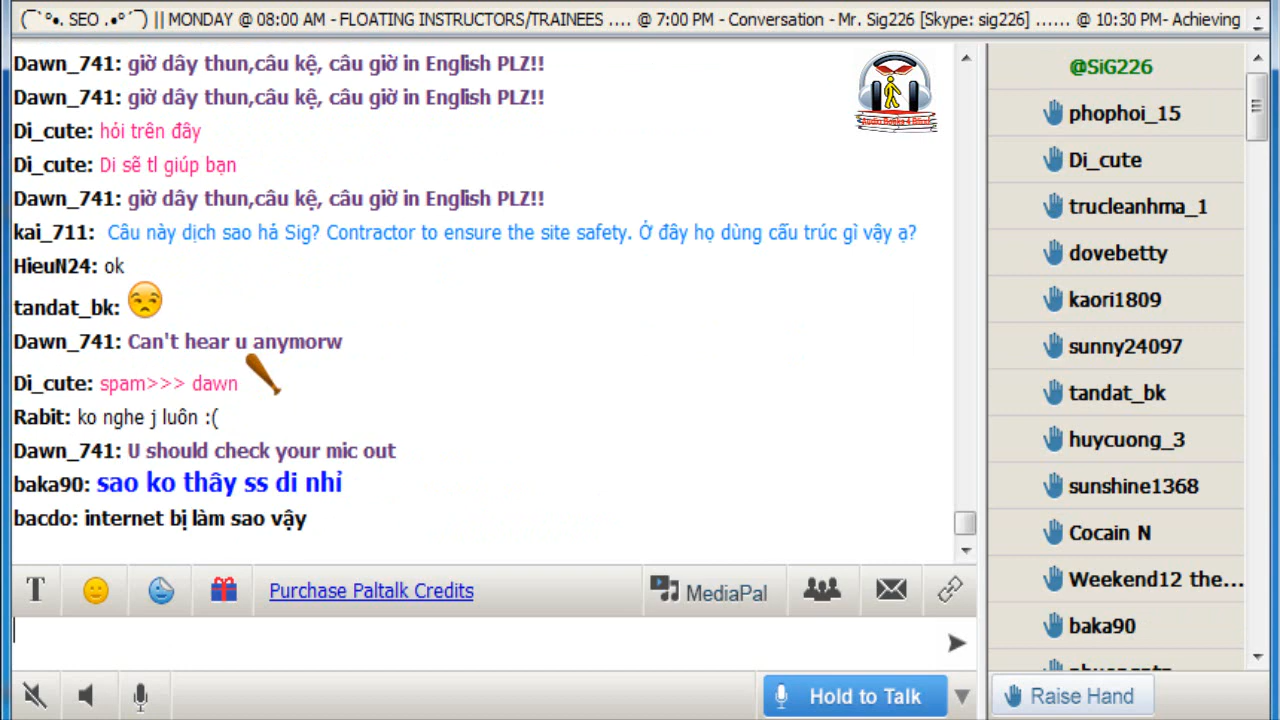 (¯`°•. SEO .•°´¯) || MONDAY @ 08:00 AM - FLOATING INSTRUCTORS/TRAINEES .... @ 7:00 PM - Conversation - Mr. Sig226 [Skype: sig226] ...... @ 10:30 PM- Achieving
Dawn_741: giờ dây thun,câu kệ, câu giờ in English PLZ!!
Dawn_741: giờ dây thun,câu kệ, câu giờ in English PLZ!!
Di_cute: hỏi trên đây
Di_cute: Di sẽ tl giúp bạn
Dawn_741: giờ dây thun,câu kệ, câu giờ in English PLZ!!
kai_711: Câu này dịch sao há Sig? Contractor to ensure the site safety. Ở đây họ dùng cấu trúc gì vậy ạ?
HieuN24: ok
tandat_bk:
Dawn_741: Can't hear u anymorw
Di_cute: spam>>> dawn
Rabit: ko nghe j luôn :(
Dawn_741: U should check your mic out
baka90: sao ko thây ss di nhỉ
bacdo: internet bị làm sao vậy
Audio Books 4 Blind
T
Purchase Paltalk Credits
MediaPal
Hold to Talk
@SiG226
phophoi_15
Di_cute
trucleanhma_1
dovebetty
kaori1809
sunny24097
tandat_bk
huycuong_3
sunshine1368
Cocain N
Weekend12 the...
baka90
Raise Hand